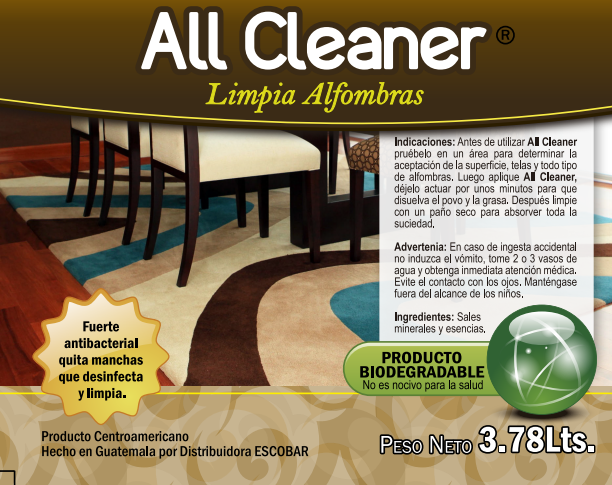 All Cleaner ®
Limpia Alfombras
Indicaciones: Antes de utilizar All Cleaner
pruébelo en un área para determinar la
aceptación de la superficie, telas y todo tipo
de alfombras. Luego aplique All Cleaner,
déjelo actuar por unos minutos para que
disuelva el povo y la grasa. Después limpie
con un paño seco para absorver toda la
suciedad.
Advertenia: En caso de ingesta accidental
no induzca el vómito, tome 2 o 3 vasos de
agua y obtenga inmediata atención médica.
Evite el contacto con los ojos. Manténgase
fuera del alcance de los niños.
Ingredientes: Sales
minerales y esencias.
Fuerte
antibacterial
quita manchas
que desinfecta
y limpia.
PRODUCTO
BIODEGRADABLE
No es nocivo para la salud
Producto Centroamericano
Hecho en Guatemala por Distribuidora ESCOBAR
PESO NETO 3.78Lts.